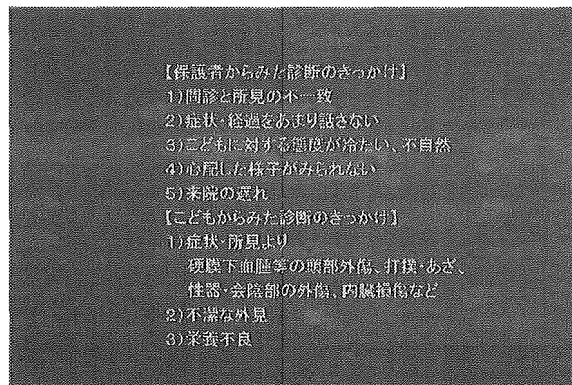 【保護者からみた診断のきっかけ】
1)問診と所見の不一致
2)症状・経過をあまり話さない
3)こどもに対する態度が冷たい、不自然
4)心配した様子がみられない
5)来院の遅れ
【こどもからみた診断のきっかけ】
1)症状・所見より
硬膜下血腫等の頭部外傷、打撲・あざ、
性器・会陰部の外傷、内臓損傷など
2)不潔な外見
3)栄養不良